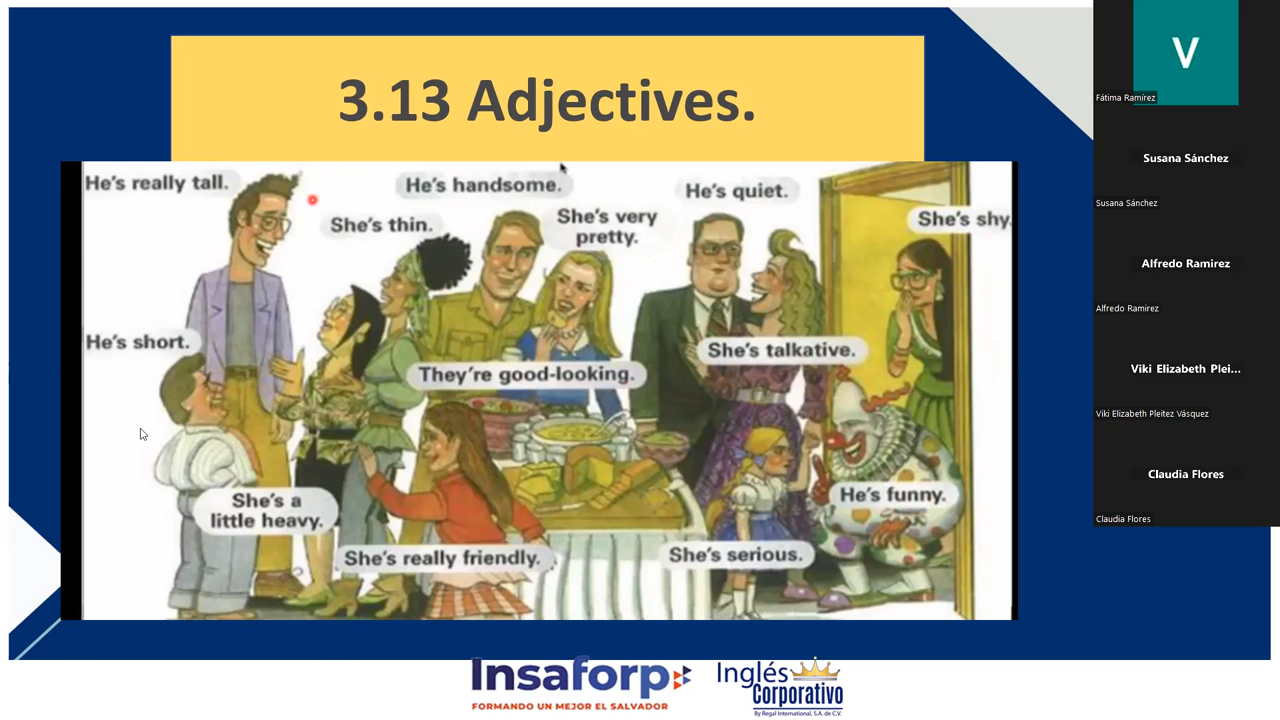 3.13 Adjectives.
He's really tall.
He's handsome.
He's quiet.
She's thin.
She's very
pretty.
She's shy.
He's short.
They're good-looking.
She's talkative.
She's a
little heavy.
He's funny.
She's really friendly.
She's serious.
Insaforp
FORMANDO UN MEJOR EL SALVADOR
Inglés
Corporativo
By Regal International, S.A. de C.V.
V
Fátima Ramírez
Susana Sánchez
Susana Sánchez
Alfredo Ramirez
Alfredo Ramirez
Viki Elizabeth Plei...
Viki Elizabeth Pleitez Vásquez
Claudia Flores
Claudia Flores